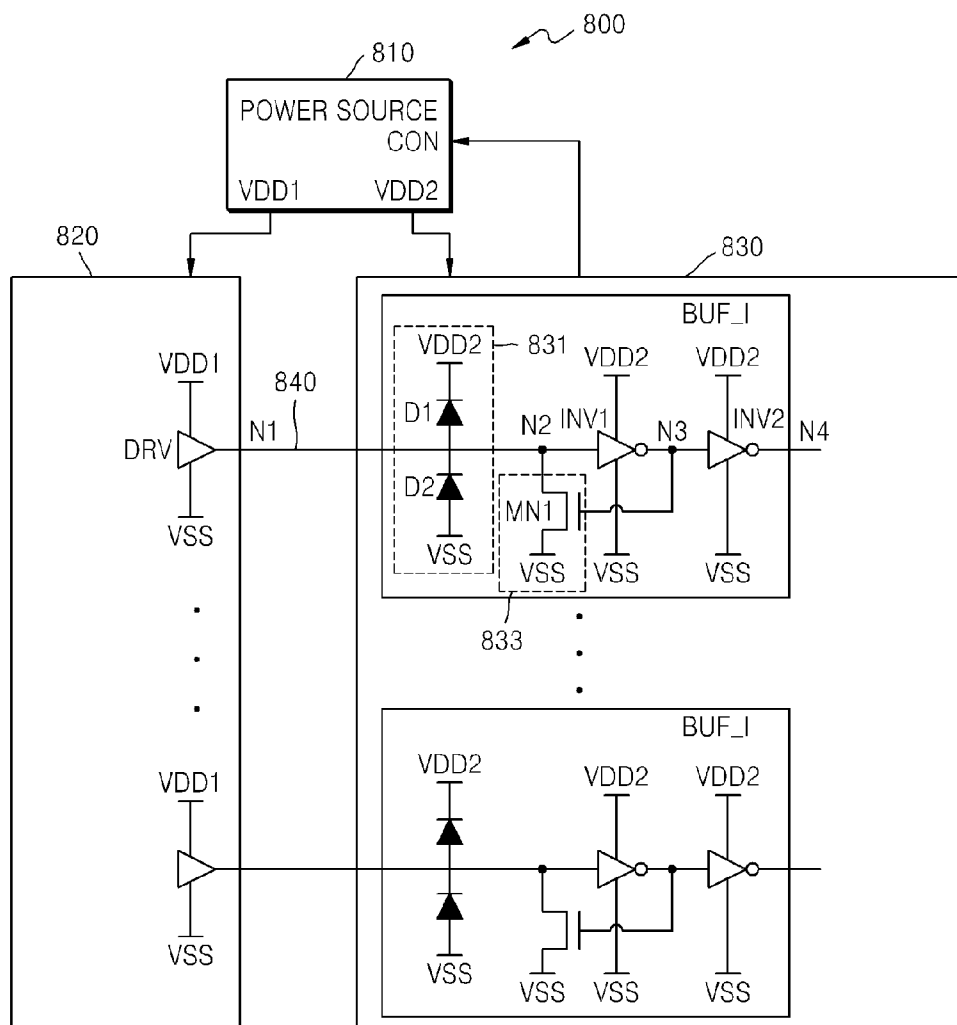 800
810
POWER SOURCE
CON
VDD1 VDD2
820
830
BUF_I
VDD2
831
VDD2
VDD2
VDD1
D1
840
N1
N2
INV1
N3
INV2
N4
DRV
D2
MN1
VSS
VSS
VSS
VSS
VSS
833
BUF_I
VDD2
VDD2
VDD2
VDD1
VSS
VSS
VSS
VSS
VSS